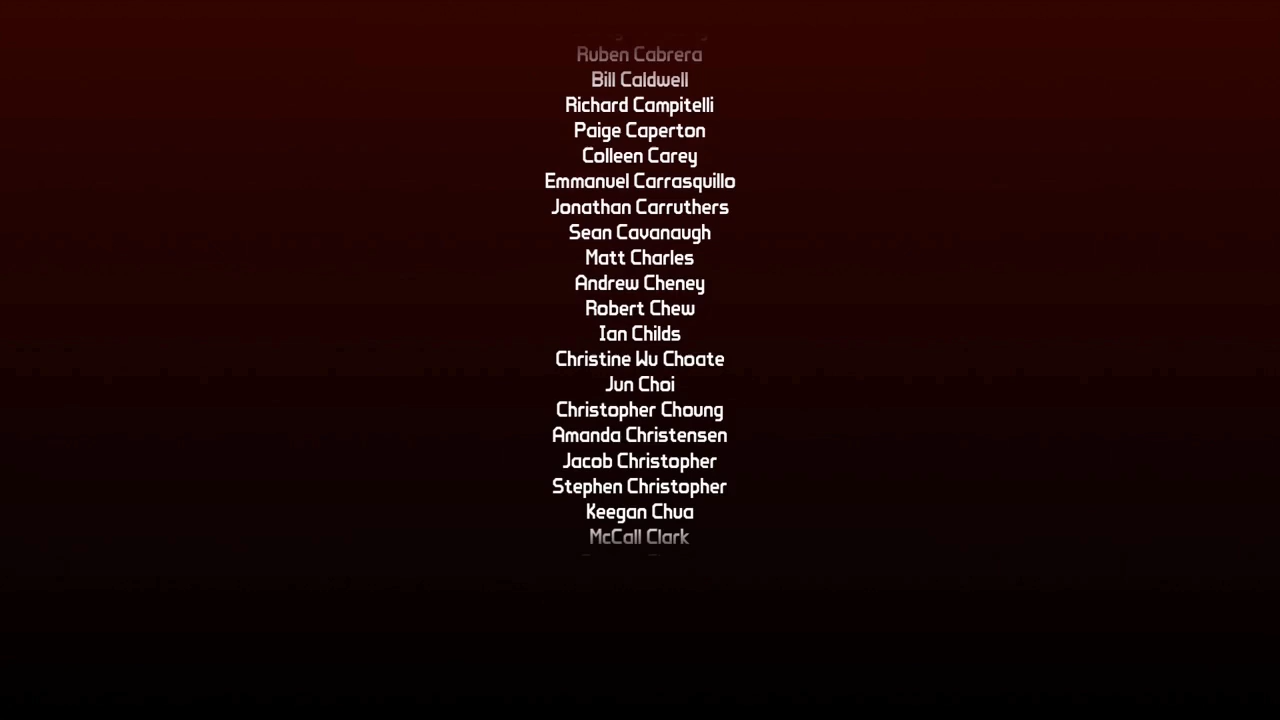 Ruben Cabrera
Bill Caldwell
Richard Campitelli
Paige Caperton
Colleen Carey
Emmanuel Carrasquillo
Jonathan Carruthers
Sean Cavanaugh
Matt Charles
Andrew Cheney
Robert Chew
Ian Childs
Christine Wu Choate
Jun Choi
Christopher Choung
Amanda Christensen
Jacob Christopher
Stephen Christopher
Keegan Chua
McCall Clark